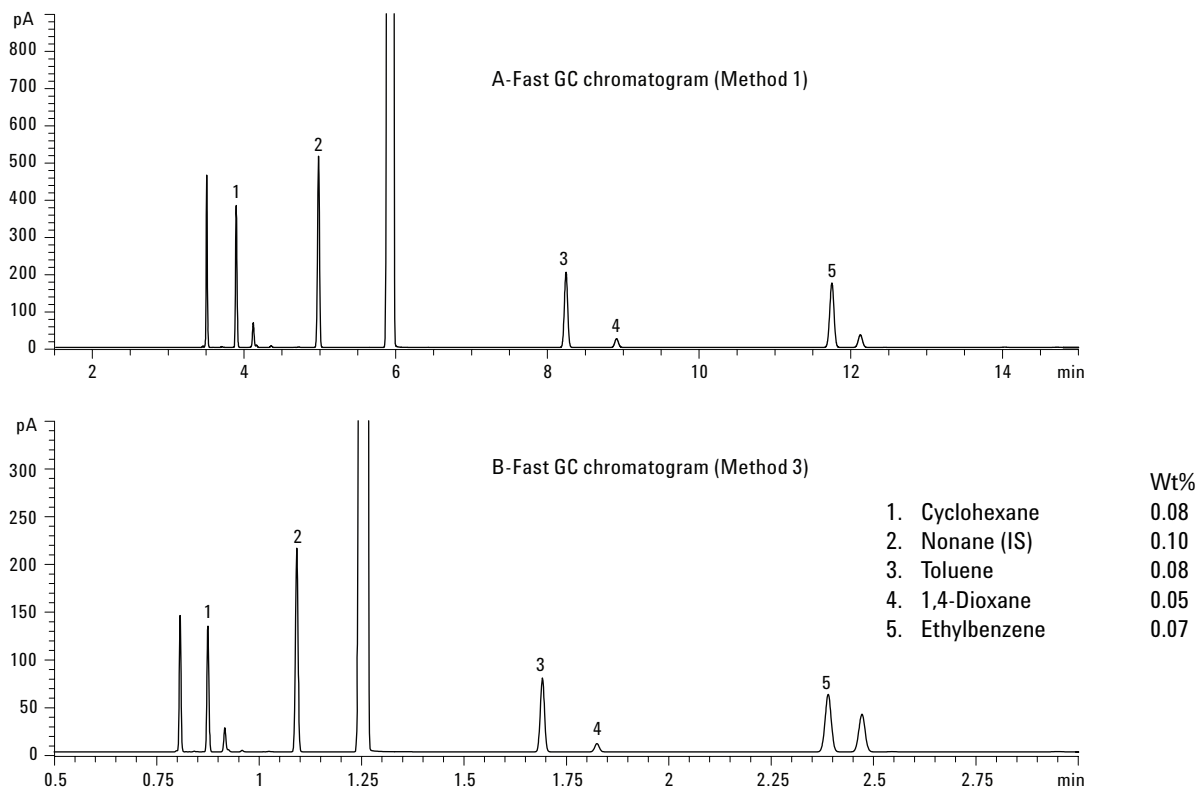 pA
A-Fast GC chromatogram (Method 1)
800
700
600
500
400
300
200
100
0
1
2
3
4
5
2 4 6 8 10 12 14 min
pA
B-Fast GC chromatogram (Method 3)
300
250
200
150
100
50
0
1
2
3
4
5
0.5 0.75 1 1.25 1.5 1.75 2 2.25 2.5 2.75 min
Wt%
1. Cyclohexane 0.08
2. Nonane (IS) 0.10
3. Toluene 0.08
4. 1,4-Dioxane 0.05
5. Ethylbenzene 0.07